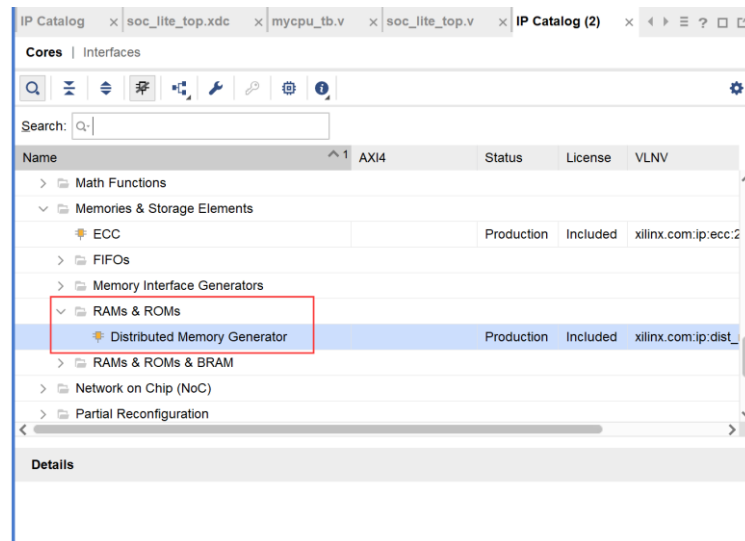 IP Catalog × soc_lite_top.xdc × mycpu_tb.v × soc_lite_top.v × IP Catalog (2) ×
Cores | Interfaces
Search:
Name 1 AXI4 Status License VLNV
Math Functions
Memories & Storage Elements
ECC Production Included xilinx.com:ip:ecc:2
FIFOs
Memory Interface Generators
RAMs & ROMs
Distributed Memory Generator Production Included xilinx.com:ip:dist_
RAMs & ROMs & BRAM
Network on Chip (NoC)
Partial Reconfiguration
Details